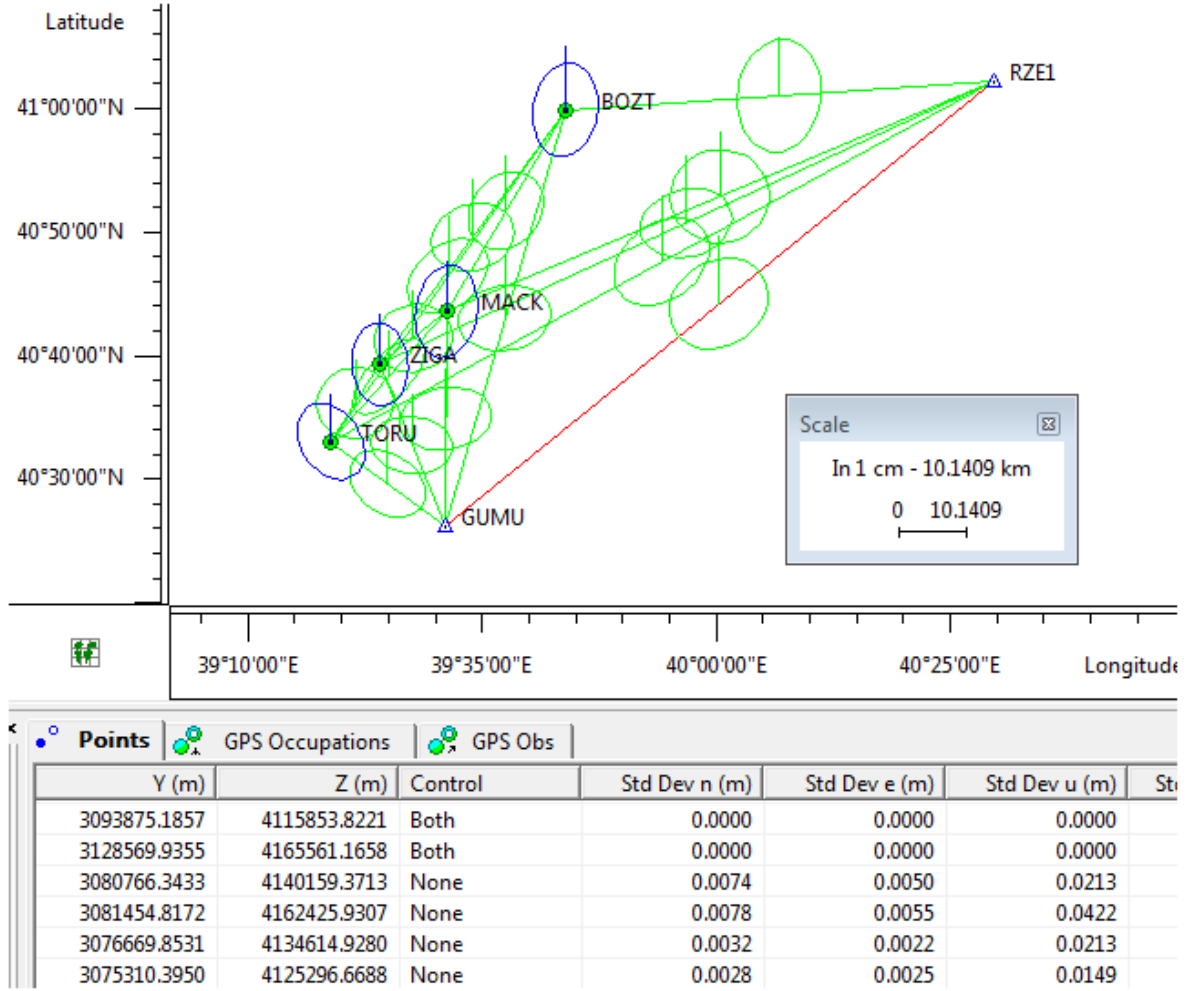 Latitude
41°00'00"N
40°50'00"N
40°40'00"N
40°30'00"N
RZE1
BOZT
MACK
ZIGA
TORU
GUMU
Scale
In 1 cm - 10.1409 km
0 10.1409
39°10'00"E 39°35'00"E 40°00'00"E 40°25'00"E Longitude
Points GPS Occupations GPS Obs
Y (m) Z (m) Control Std Dev n (m) Std Dev e (m) Std Dev u (m) Std
3093875.1857 4115853.8221 Both 0.0000 0.0000 0.0000
3128569.9355 4165561.1658 Both 0.0000 0.0000 0.0000
3080766.3433 4140159.3713 None 0.0074 0.0050 0.0213
3081454.8172 4162425.9307 None 0.0078 0.0055 0.0422
3076669.8531 4134614.9280 None 0.0032 0.0022 0.0213
3075310.3950 4125296.6688 None 0.0028 0.0025 0.0149